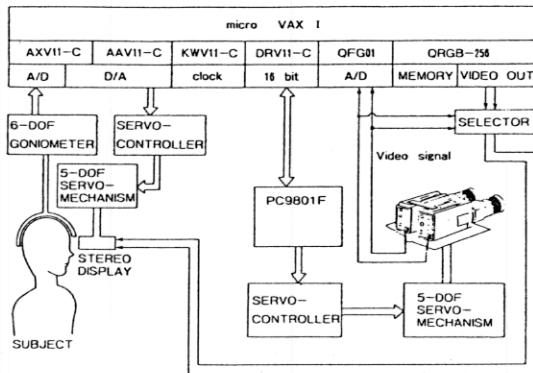 micro VAX I
AXV11-C AAV11-C KWV11-C DRV11-C QFG01 QRGB-256
A/D D/A clock 16 bit A/D MEMORY VIDEO OUT
6-DOF
GONIOMETER
SERVO-
CONTROLLER
SELECTOR
Video signal
5-DOF
SERVO-
MECHANISM
PC9801F
STEREO
DISPLAY
SERVO-
CONTROLLER
5-DOF
SERVO-
MECHANISM
SUBJECT